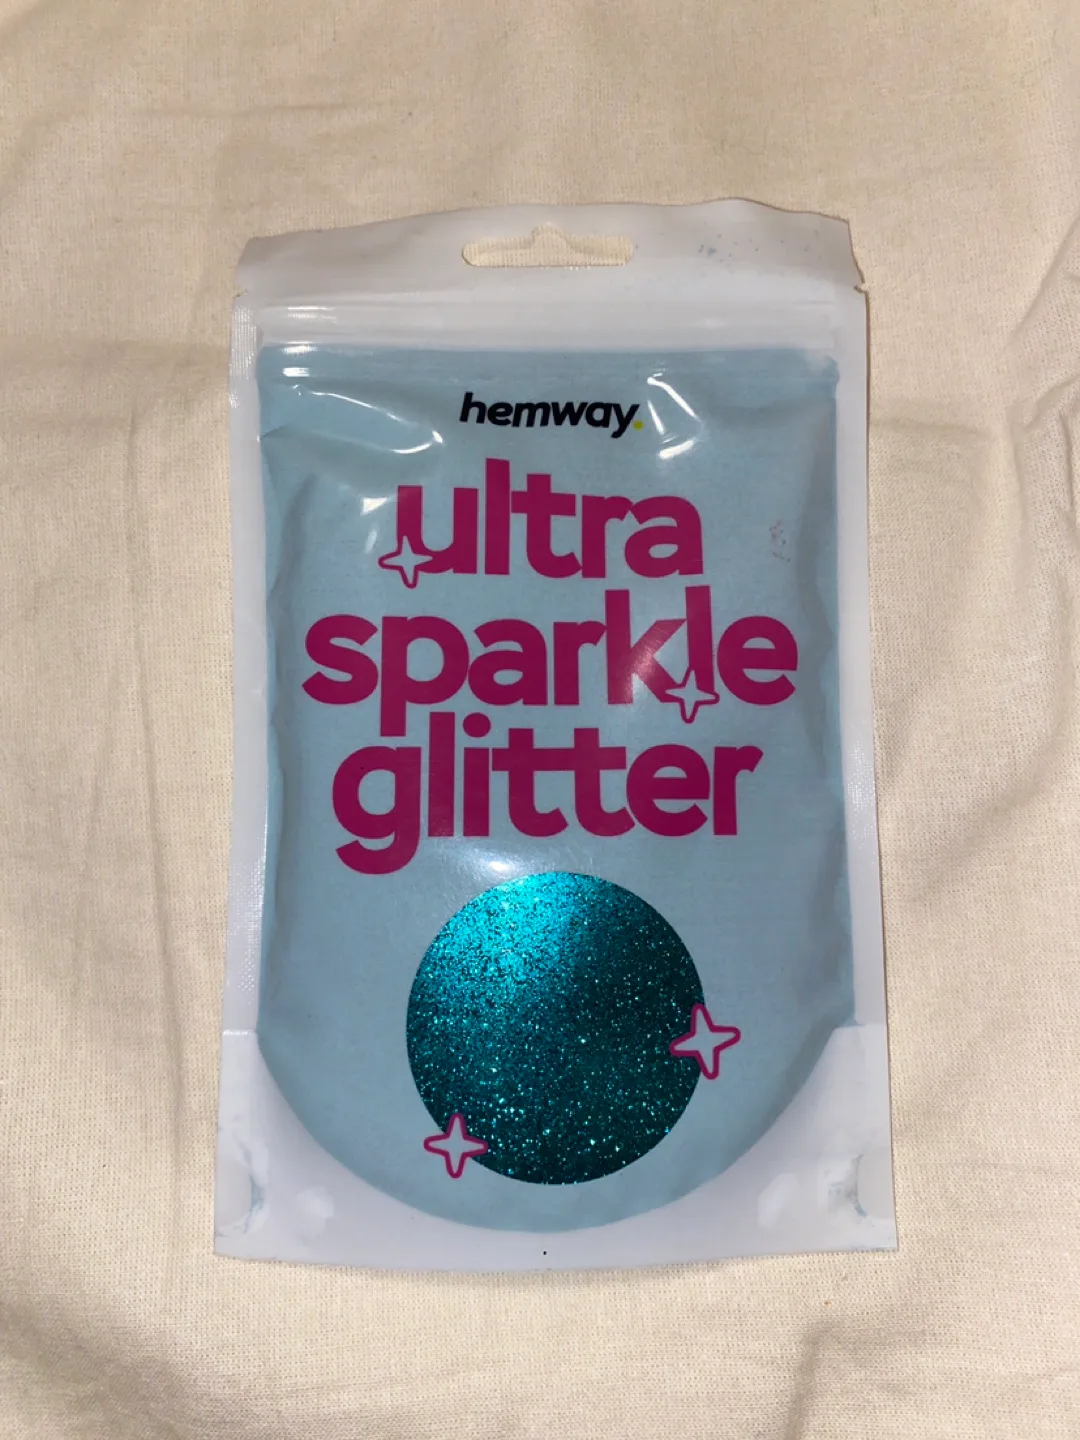 hemway.
ultra
sparkle
glitter